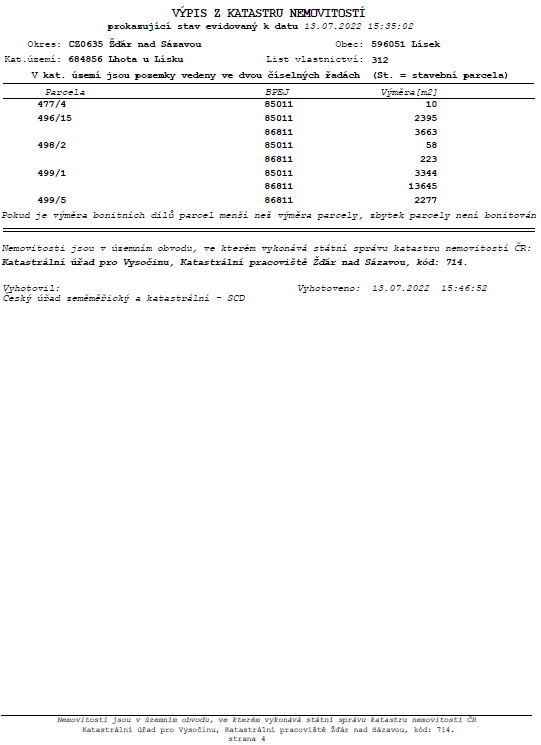 VÝPIS Z KATASTRU NEMOVITOSTÍ
prokazující stav evidovaný k datu 13.07.2022 15:35:02
Okres: CZ0635 Žďár nad Sázavou Obec: 596051 Lísek
Kat.území: 684856 Lhota u Lísku List vlastnictví: 312
V kat. území jsou pozemky vedeny ve dvou číselných řadách (St. = stavební parcela)
Parcela BPEJ Výměra[m2]
477/4 85011 10
496/15 85011 2395
86811 3663
498/2 85011 58
86811 223
499/1 85011 3344
86811 13645
499/5 86811 2277
Pokud je výměra bonitních dílů parcel menší než výměra parcely, zbytek parcely není bonitován
Nemovitosti jsou v územním obvodu, ve kterém vykonává státní správu katastru nemovitostí ČR:
Katastrální úřad pro Vysočinu, Katastrální pracoviště Žďár nad Sázavou, kód: 714.
Vyhotovil: Vyhotoveno: 13.07.2022 15:46:52
Český úřad zeměměřický a katastrální - SCD
Nemovitosti jsou v územním obvodu, ve kterém vykonává státní správu katastru nemovitostí ČR
Katastrální úřad pro Vysočinu, Katastrální pracoviště Žďár nad Sázavou, kód: 714.
strana 4